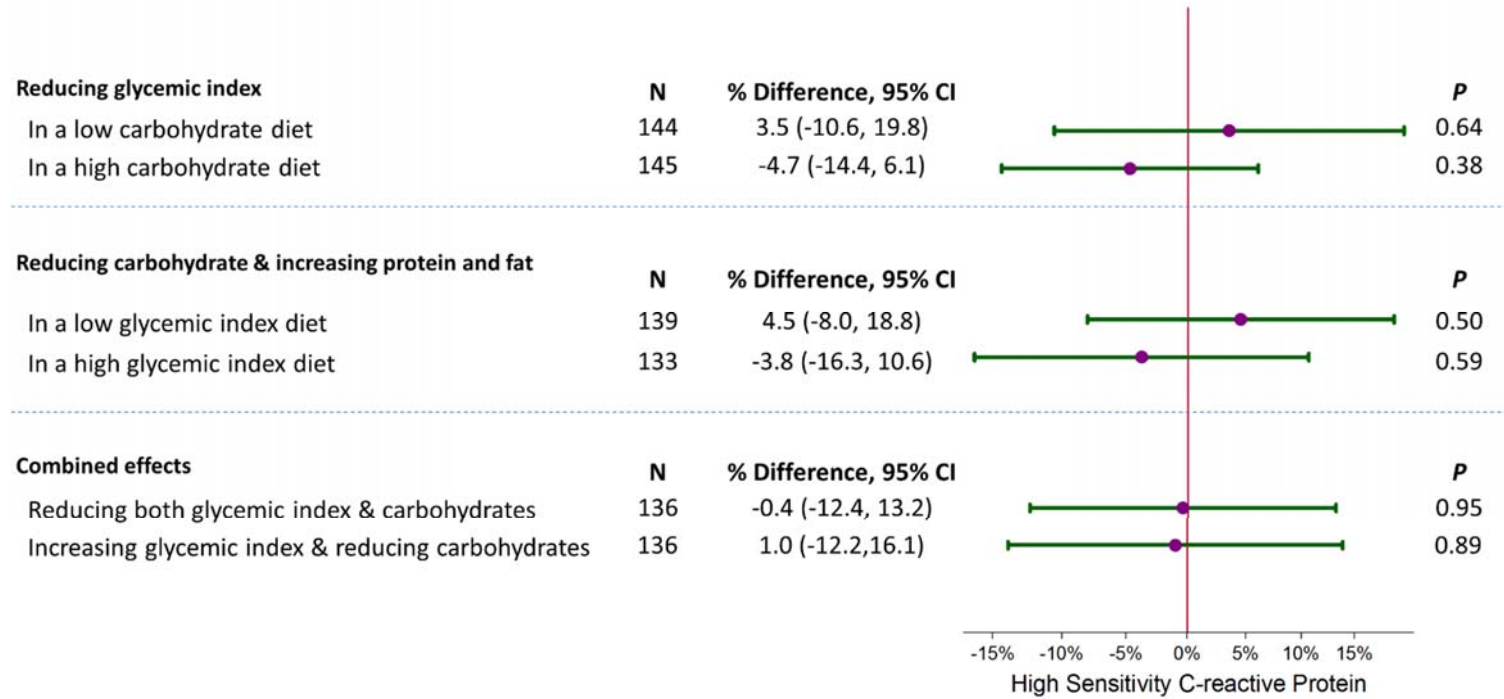 Reducing glycemic index N % Difference, 95% CI P
In a low carbohydrate diet 144 3.5 (-10.6, 19.8) 0.64
In a high carbohydrate diet 145 -4.7 (-14.4, 6.1) 0.38
Reducing carbohydrate & increasing protein and fat N % Difference, 95% CI
In a low glycemic index diet 139 4.5 (-8.0, 18.8) 0.50
In a high glycemic index diet 133 -3.8 (-16.3, 10.6) 0.59
Combined effects N % Difference, 95% CI P
Reducing both glycemic index & carbohydrates 136 -0.4 (-12.4, 13.2) 0.95
Increasing glycemic index & reducing carbohydrates 136 1.0 (-12.2,16.1) 0.89
-15% -10% -5% 0% 5% 10% 15%
High Sensitivity C-reactive Protein